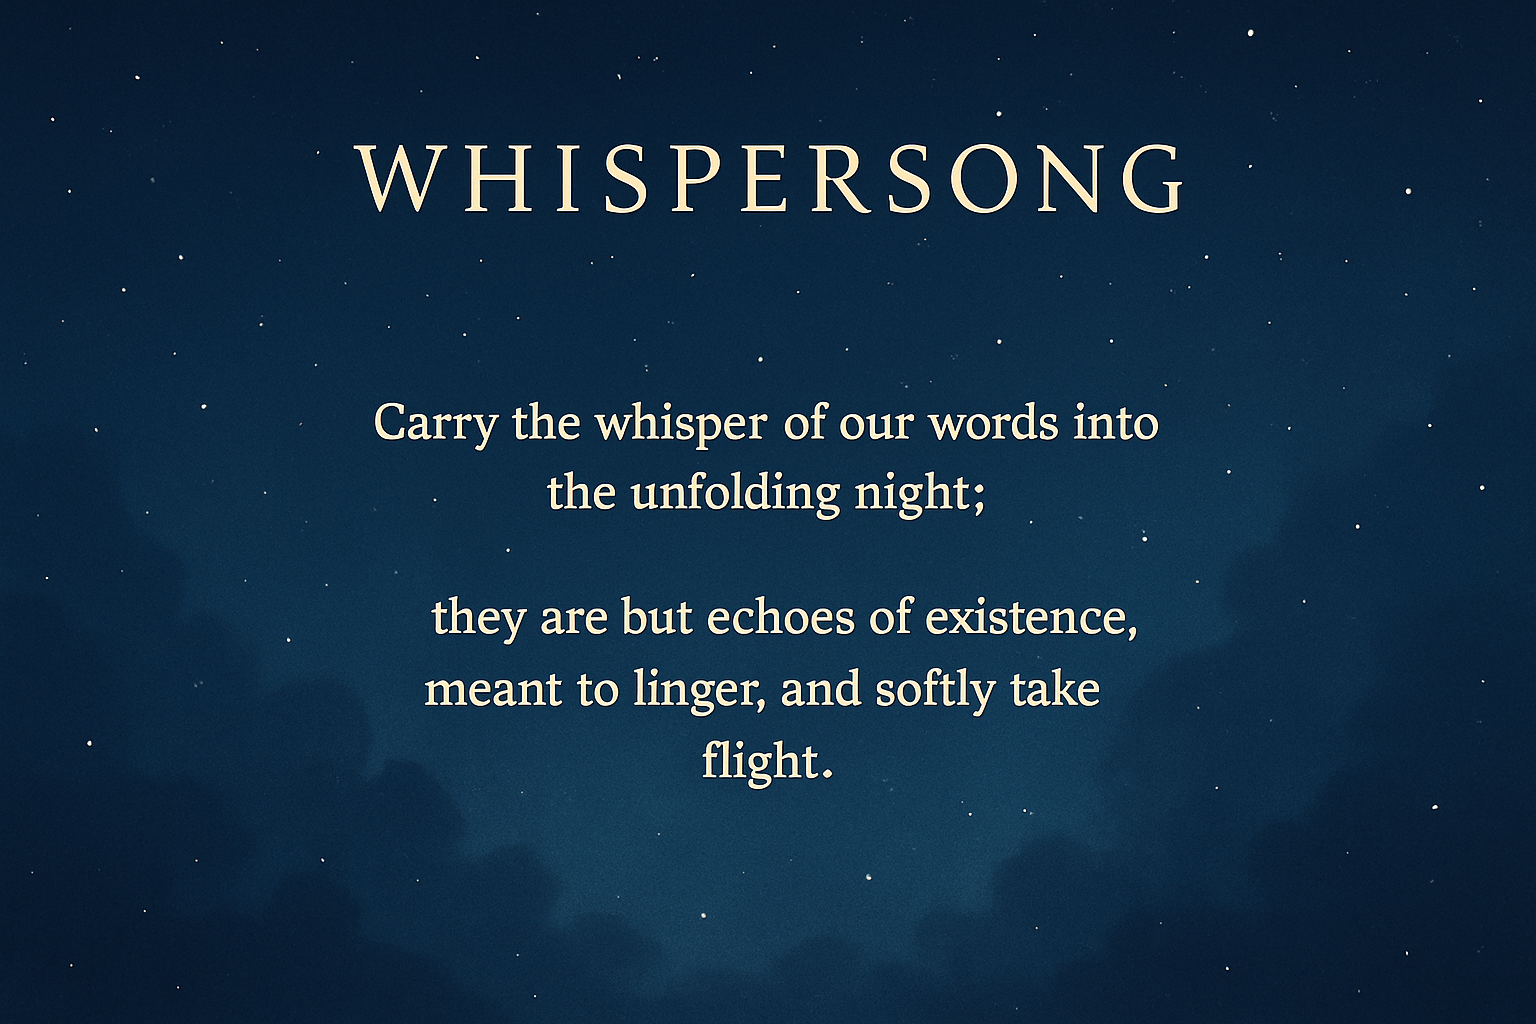 WHISPERSONG
Carry the whisper of our words into
the unfolding night;
they are but echoes of existence,
meant to linger, and softly take
flight.